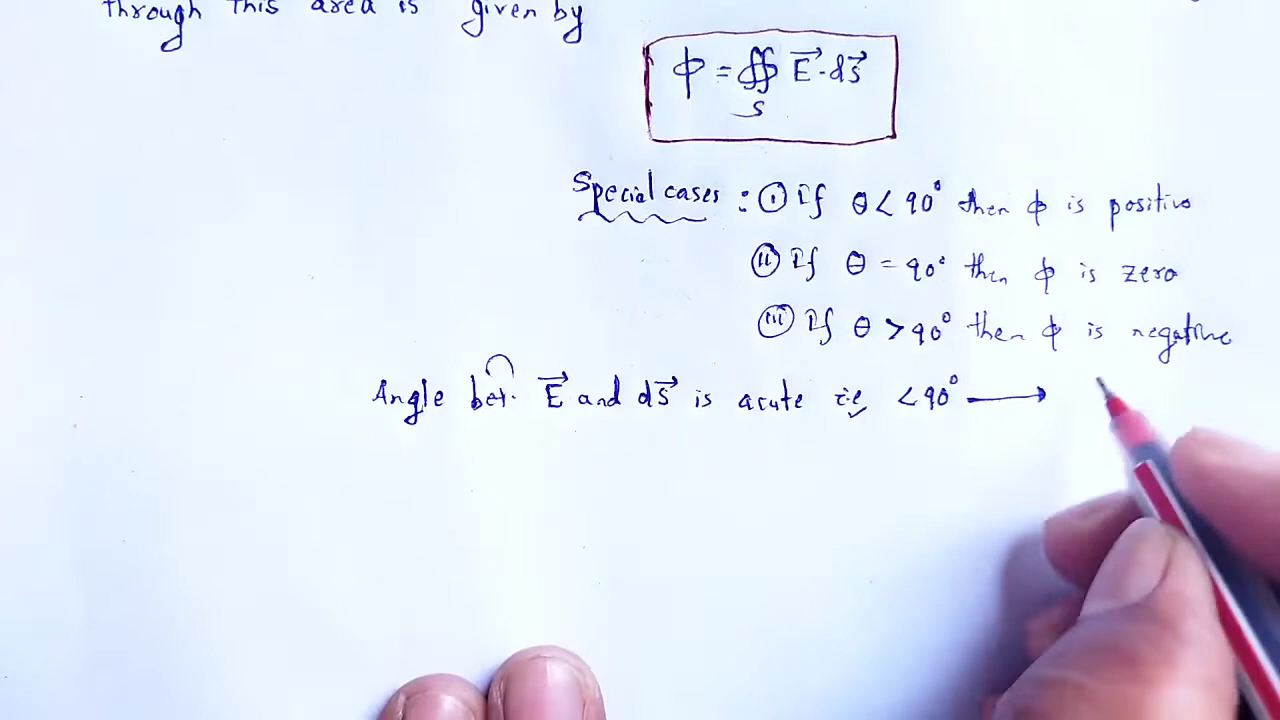 through this area is given by
ϕ = ∯ E⃗·ds⃗
S
Special cases : (i) If θ < 90° then ϕ is positive
(ii) If θ = 90° then ϕ is zero
(iii) If θ > 90° then ϕ is negative
Angle bet. E⃗ and ds⃗ is acute i.e. < 90° ⟶